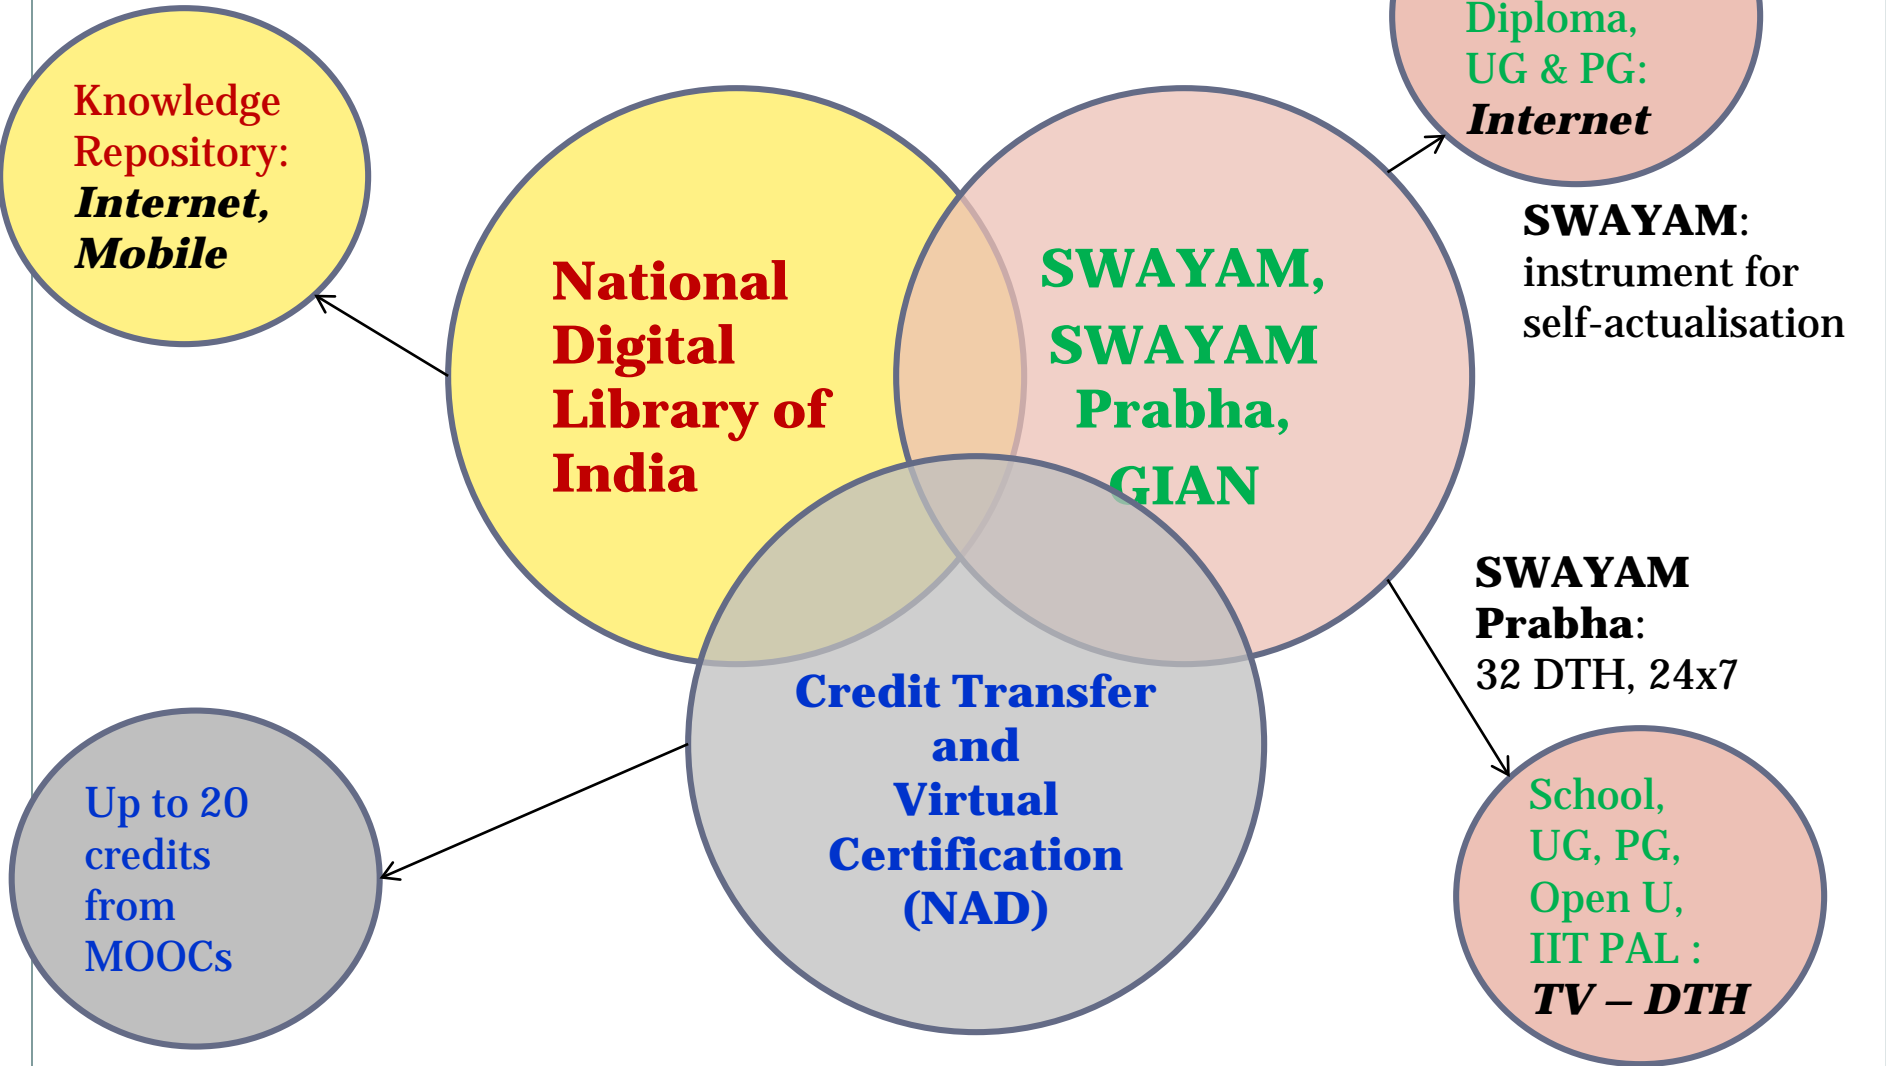 Knowledge
Repository:
Internet,
Mobile
National
Digital
Library of
India
SWAYAM,
SWAYAM
Prabha,
GIAN
Diploma,
UG & PG:
Internet
SWAYAM:
instrument for
self-actualisation
SWAYAM
Prabha:
32 DTH, 24x7
Credit Transfer
and
Virtual
Certification
(NAD)
Up to 20
credits
from
MOOCs
School,
UG, PG,
Open U,
IIT PAL :
TV – DTH